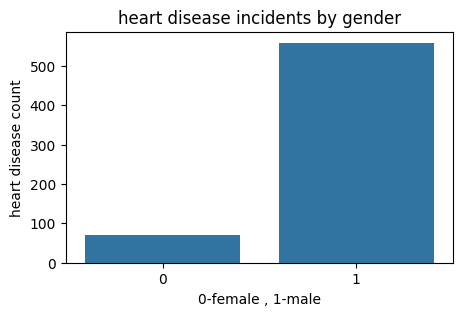 heart disease incidents by gender
heart disease count
500
400
300
200
100
0
0 1
0-female , 1-male